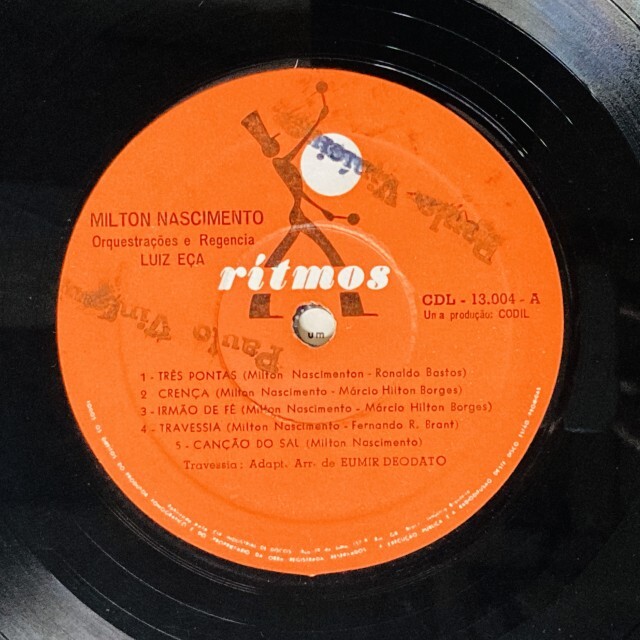 MILTON NASCIMENTO
Orquestrações e Regencia
LUIZ EÇA
ritmos
CDL - 13.004 - A
Una produção: CODIL
um
1 - TRÊS PONTAS (Milton Nascimenton - Ronaldo Bastos)
2 CRENÇA (Milton Nascimento - Márcio Hilton Borges)
3 - IRMÃO DE FÉ (Milton Nascimento - Márcio Hilton Borges)
4 - TRAVESSIA (Milton Nascimento - Fernando R. Brant)
5 - CANÇÃO DO SAL (Milton Nascimento)
Travessia: Adapt. Arr. de EUMIR DEODATO
Paulo
Paulo